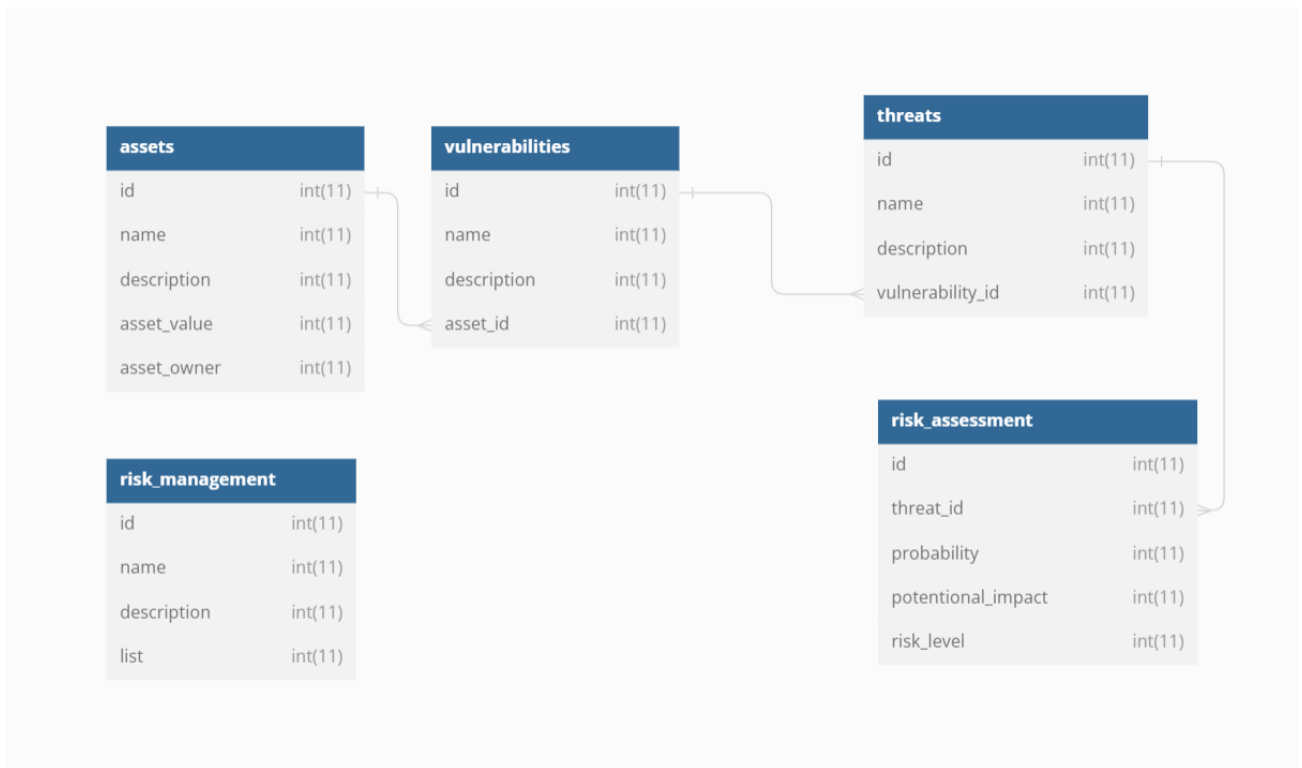 assets
id int(11)
name int(11)
description int(11)
asset_value int(11)
asset_owner int(11)
vulnerabilities
id int(11)
name int(11)
description int(11)
asset_id int(11)
threats
id int(11)
name int(11)
description int(11)
vulnerability_id int(11)
risk_management
id int(11)
name int(11)
description int(11)
list int(11)
risk_assessment
id int(11)
threat_id int(11)
probability int(11)
potentional_impact int(11)
risk_level int(11)